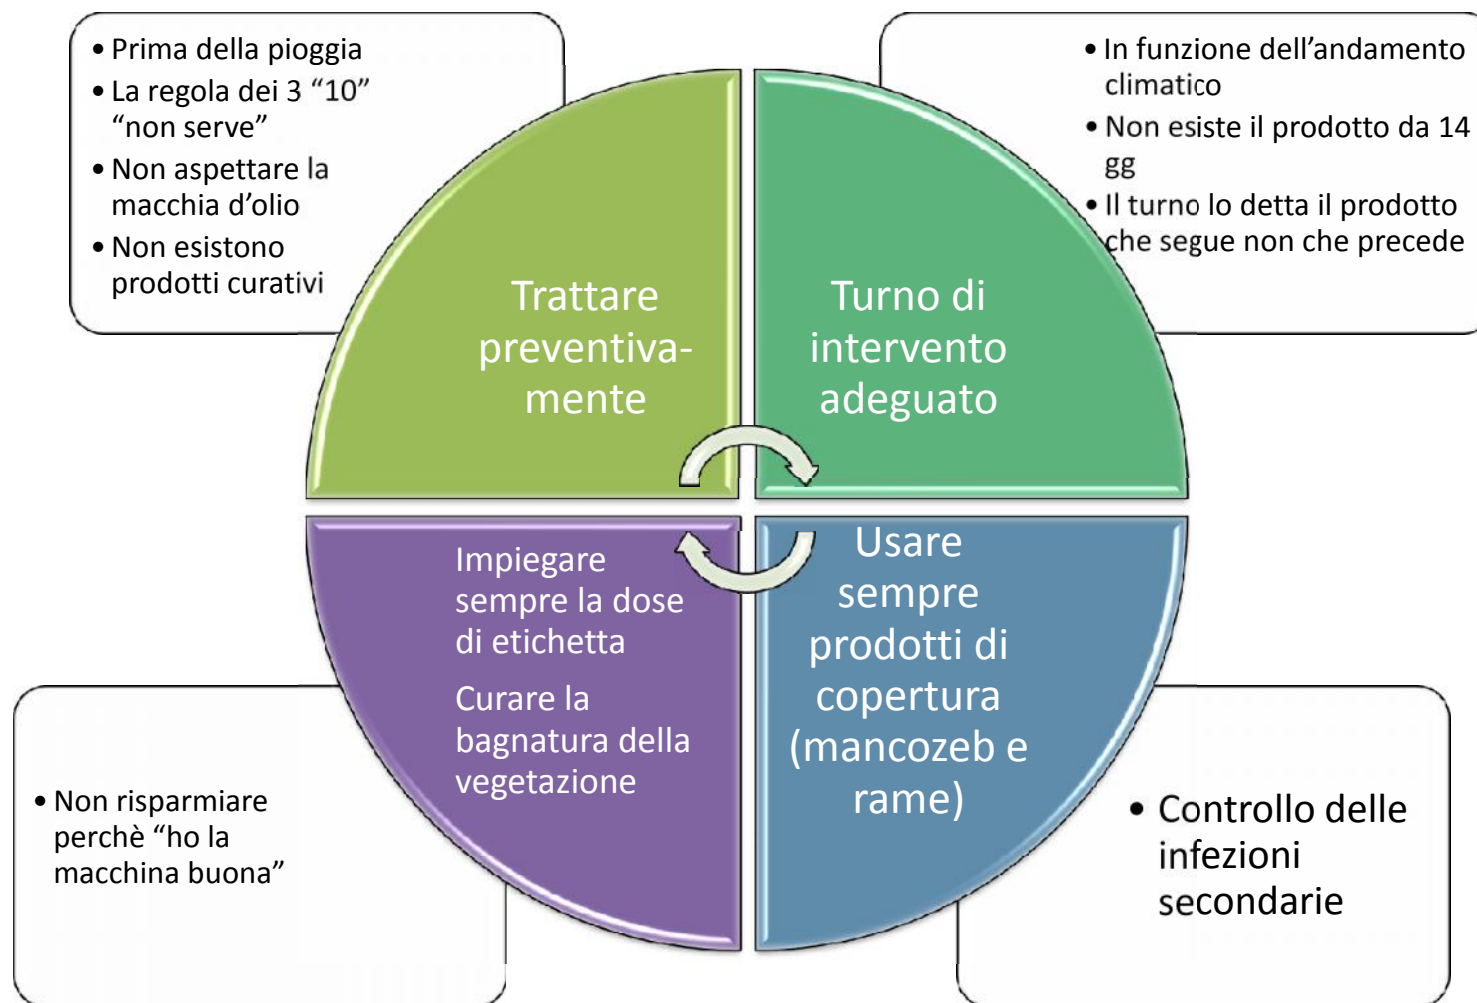 • Prima della pioggia
• La regola dei 3 “10”
“non serve”
• Non aspettare la
macchia d’olio
• Non esistono
prodotti curativi
• In funzione dell’andamento
climatico
• Non esiste il prodotto da 14
gg
• Il turno lo detta il prodotto
che segue non che precede
Trattare
preventiva-
mente
Turno di
intervento
adeguato
Impiegare
sempre la dose
di etichetta
Curare la
bagnatura della
vegetazione
Usare
sempre
prodotti di
copertura
(mancozeb e
rame)
• Non risparmiare
perchè “ho la
macchina buona”
• Controllo delle
infezioni
secondarie